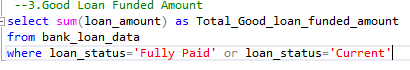 --3.Good Loan Funded Amount
select sum(loan_amount) as Total_Good_loan_funded_amount
from bank_loan_data
where loan_status='Fully Paid' or loan_status='Current'